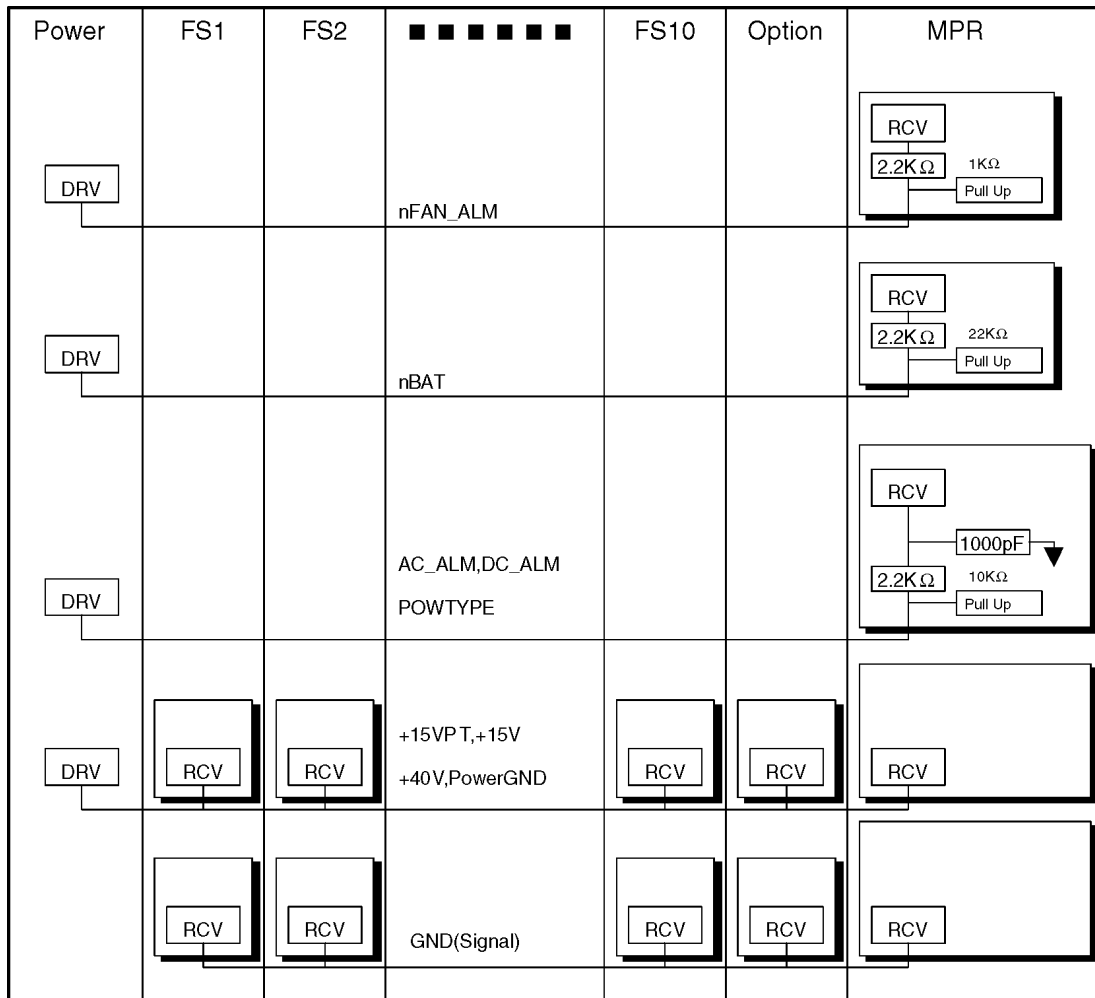 Power FS1 FS2 ■ ■ ■ ■ ■ ■ FS10 Option MPR
RCV
2.2KΩ 1KΩ
DRV Pull Up
nFAN_ALM
RCV
2.2KΩ 22KΩ
DRV Pull Up
nBAT
RCV
1000pF
AC_ALM,DC_ALM
2.2KΩ 10KΩ
DRV POWTYPE Pull Up
+15VPT,+15V
DRV RCV RCV +40V,PowerGND RCV RCV RCV
RCV RCV RCV RCV RCV
GND(Signal)